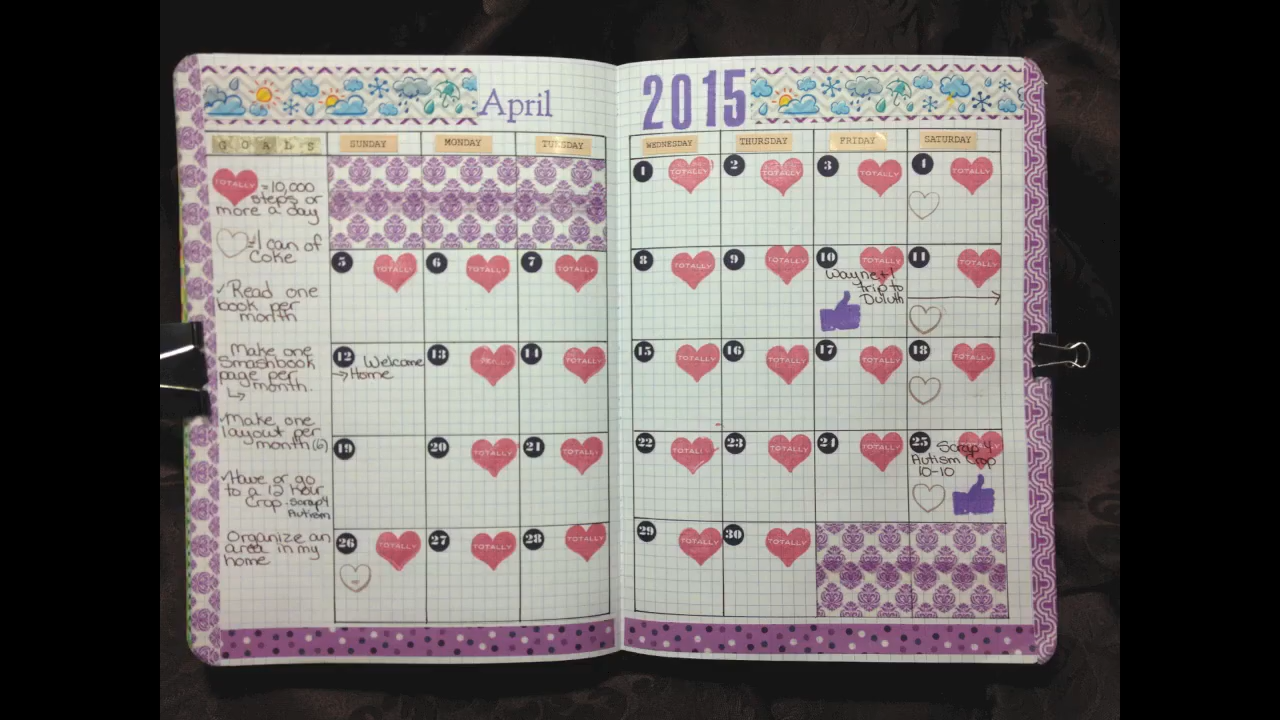 April
2015
GOALS
SUNDAY
MONDAY
TUESDAY
WEDNESDAY
THURSDAY
FRIDAY
SATURDAY
TOTALLY =10,000
steps or
more a day
=1 can of
Coke
✓Read one
book per
month
Make one
Smashbook
page per
month.
↳
✓Make one
layout per
month (6)
✓Have or go
to a 12 hour
Crop - Scrap 4
Autism
Organize an
area in my
home
1 TOTALLY
2 TOTALLY
3 TOTALLY
4 TOTALLY
5 TOTALLY
6 TOTALLY
7 TOTALLY
8 TOTALLY
9 TOTALLY
10 TOTALLY
Wayne + I
trip to
Duluth
11 TOTALLY
12 Welcome
→Home
13 TOTALLY
14 TOTALLY
15 TOTALLY
16 TOTALLY
17 TOTALLY
18 TOTALLY
19
20 TOTALLY
21 TOTALLY
22 TOTALLY
23 TOTALLY
24 TOTALLY
25 Scrap 4
Autism Crop
10-10
26 TOTALLY
27 TOTALLY
28 TOTALLY
29 TOTALLY
30 TOTALLY